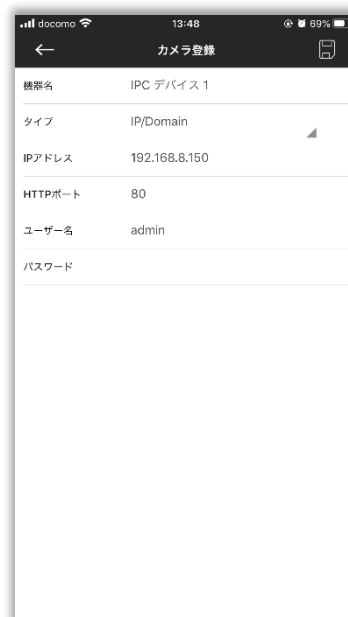 docomo 13:48 69%
カメラ登録
機器名 IPC デバイス 1
タイプ IP/Domain
IPアドレス 192.168.8.150
HTTPポート 80
ユーザー名 admin
パスワード